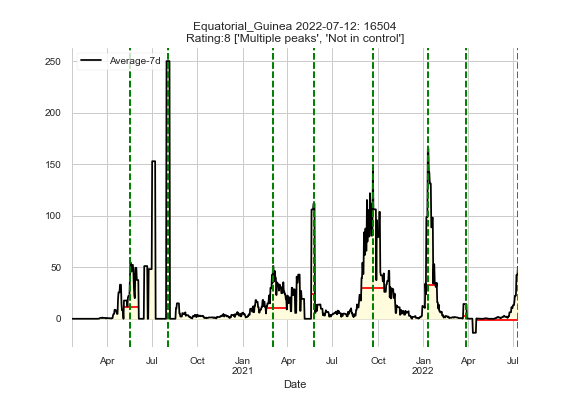 Equatorial_Guinea 2022-07-12: 16504
Rating:8 ['Multiple peaks', 'Not in control']
Average-7d
250
200
150
100
50
0
Apr Jul Oct Jan Apr Jul Oct Jan Apr Jul
2021 2022
Date